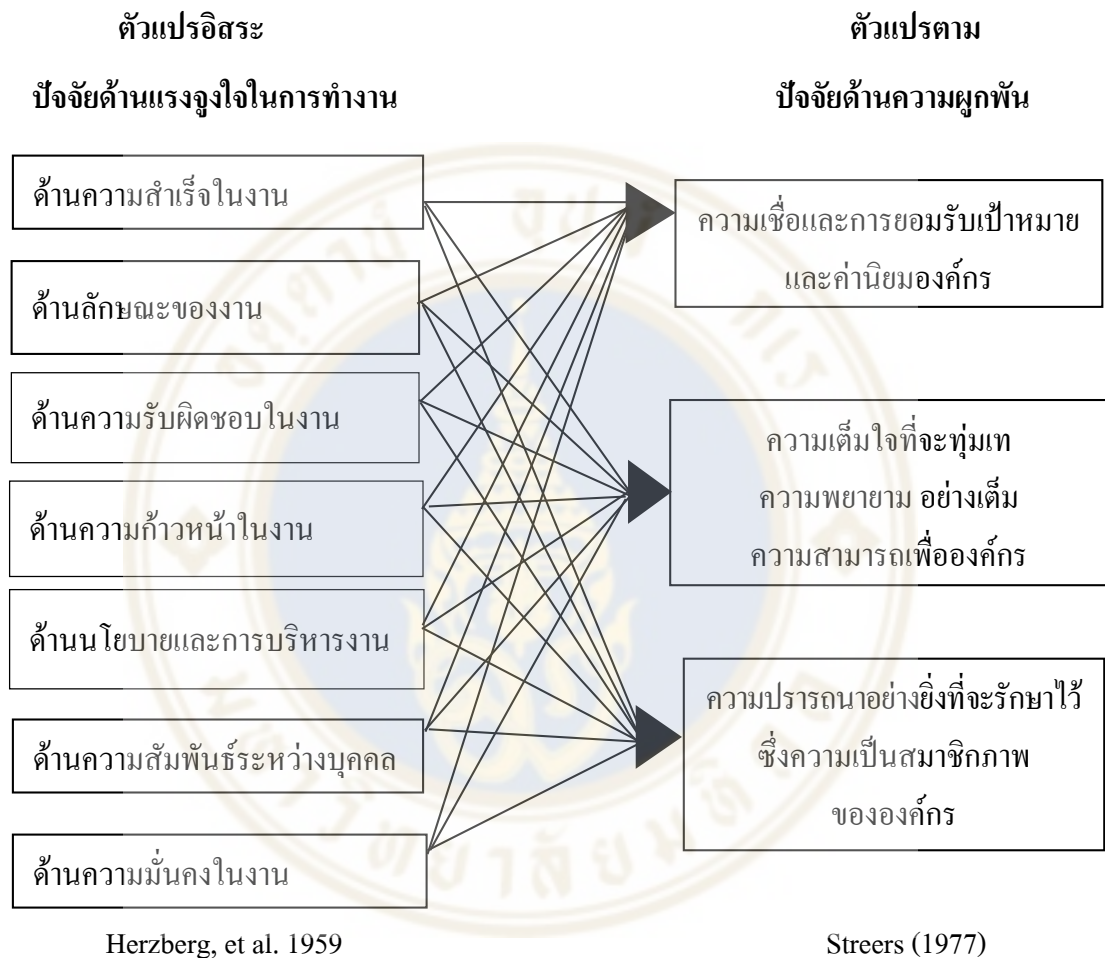 ตัวแปรอิสระ
ปัจจัยด้านแรงจูงใจในการทำงาน
ด้านความสำเร็จในงาน
ด้านลักษณะของงาน
ด้านความรับผิดชอบในงาน
ด้านความก้าวหน้าในงาน
ด้านนโยบายและการบริหารงาน
ด้านความสัมพันธ์ระหว่างบุคคล
ด้านความมั่นคงในงาน
Herzberg, et al. 1959
ตัวแปรตาม
ปัจจัยด้านความผูกพัน
ความเชื่อและการยอมรับเป้าหมาย
และค่านิยมองค์กร
ความเต็มใจที่จะทุ่มเท
ความพยายาม อย่างเต็ม
ความสามารถเพื่อองค์กร
ความปรารถนาอย่างยิ่งที่จะรักษาไว้
ซึ่งความเป็นสมาชิกภาพ
ขององค์กร
Streers (1977)